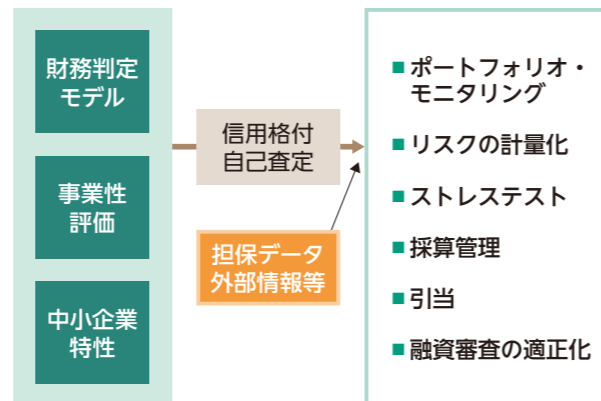 財務判定
モデル
事業性
評価
中小企業
特性
信用格付
自己査定
担保データ
外部情報等
■ポートフォリオ・
モニタリング
■リスクの計量化
■ストレステスト
■採算管理
■引当
■融資審査の適正化